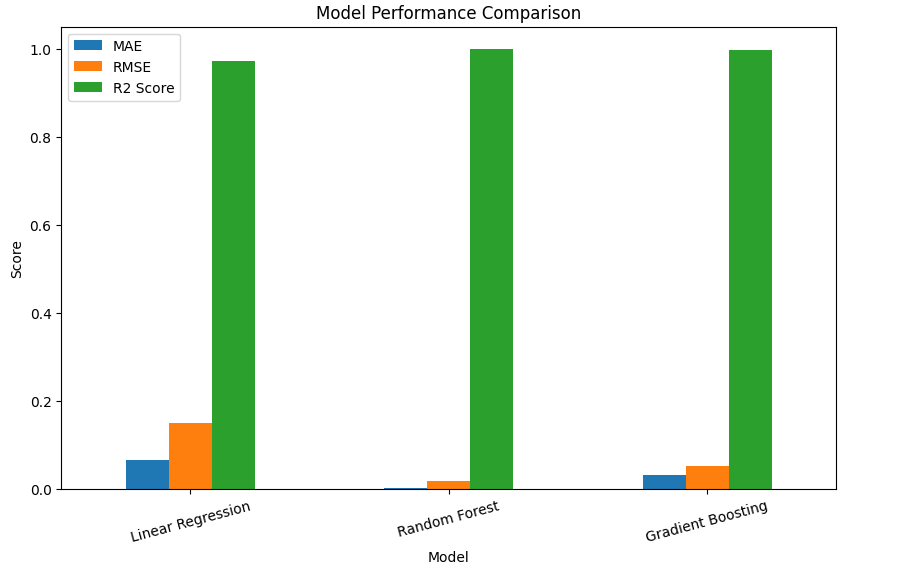 Model Performance Comparison
MAE
RMSE
R2 Score
1.0
0.8
0.6
0.4
0.2
0.0
Score
Linear Regression
Random Forest
Gradient Boosting
Model